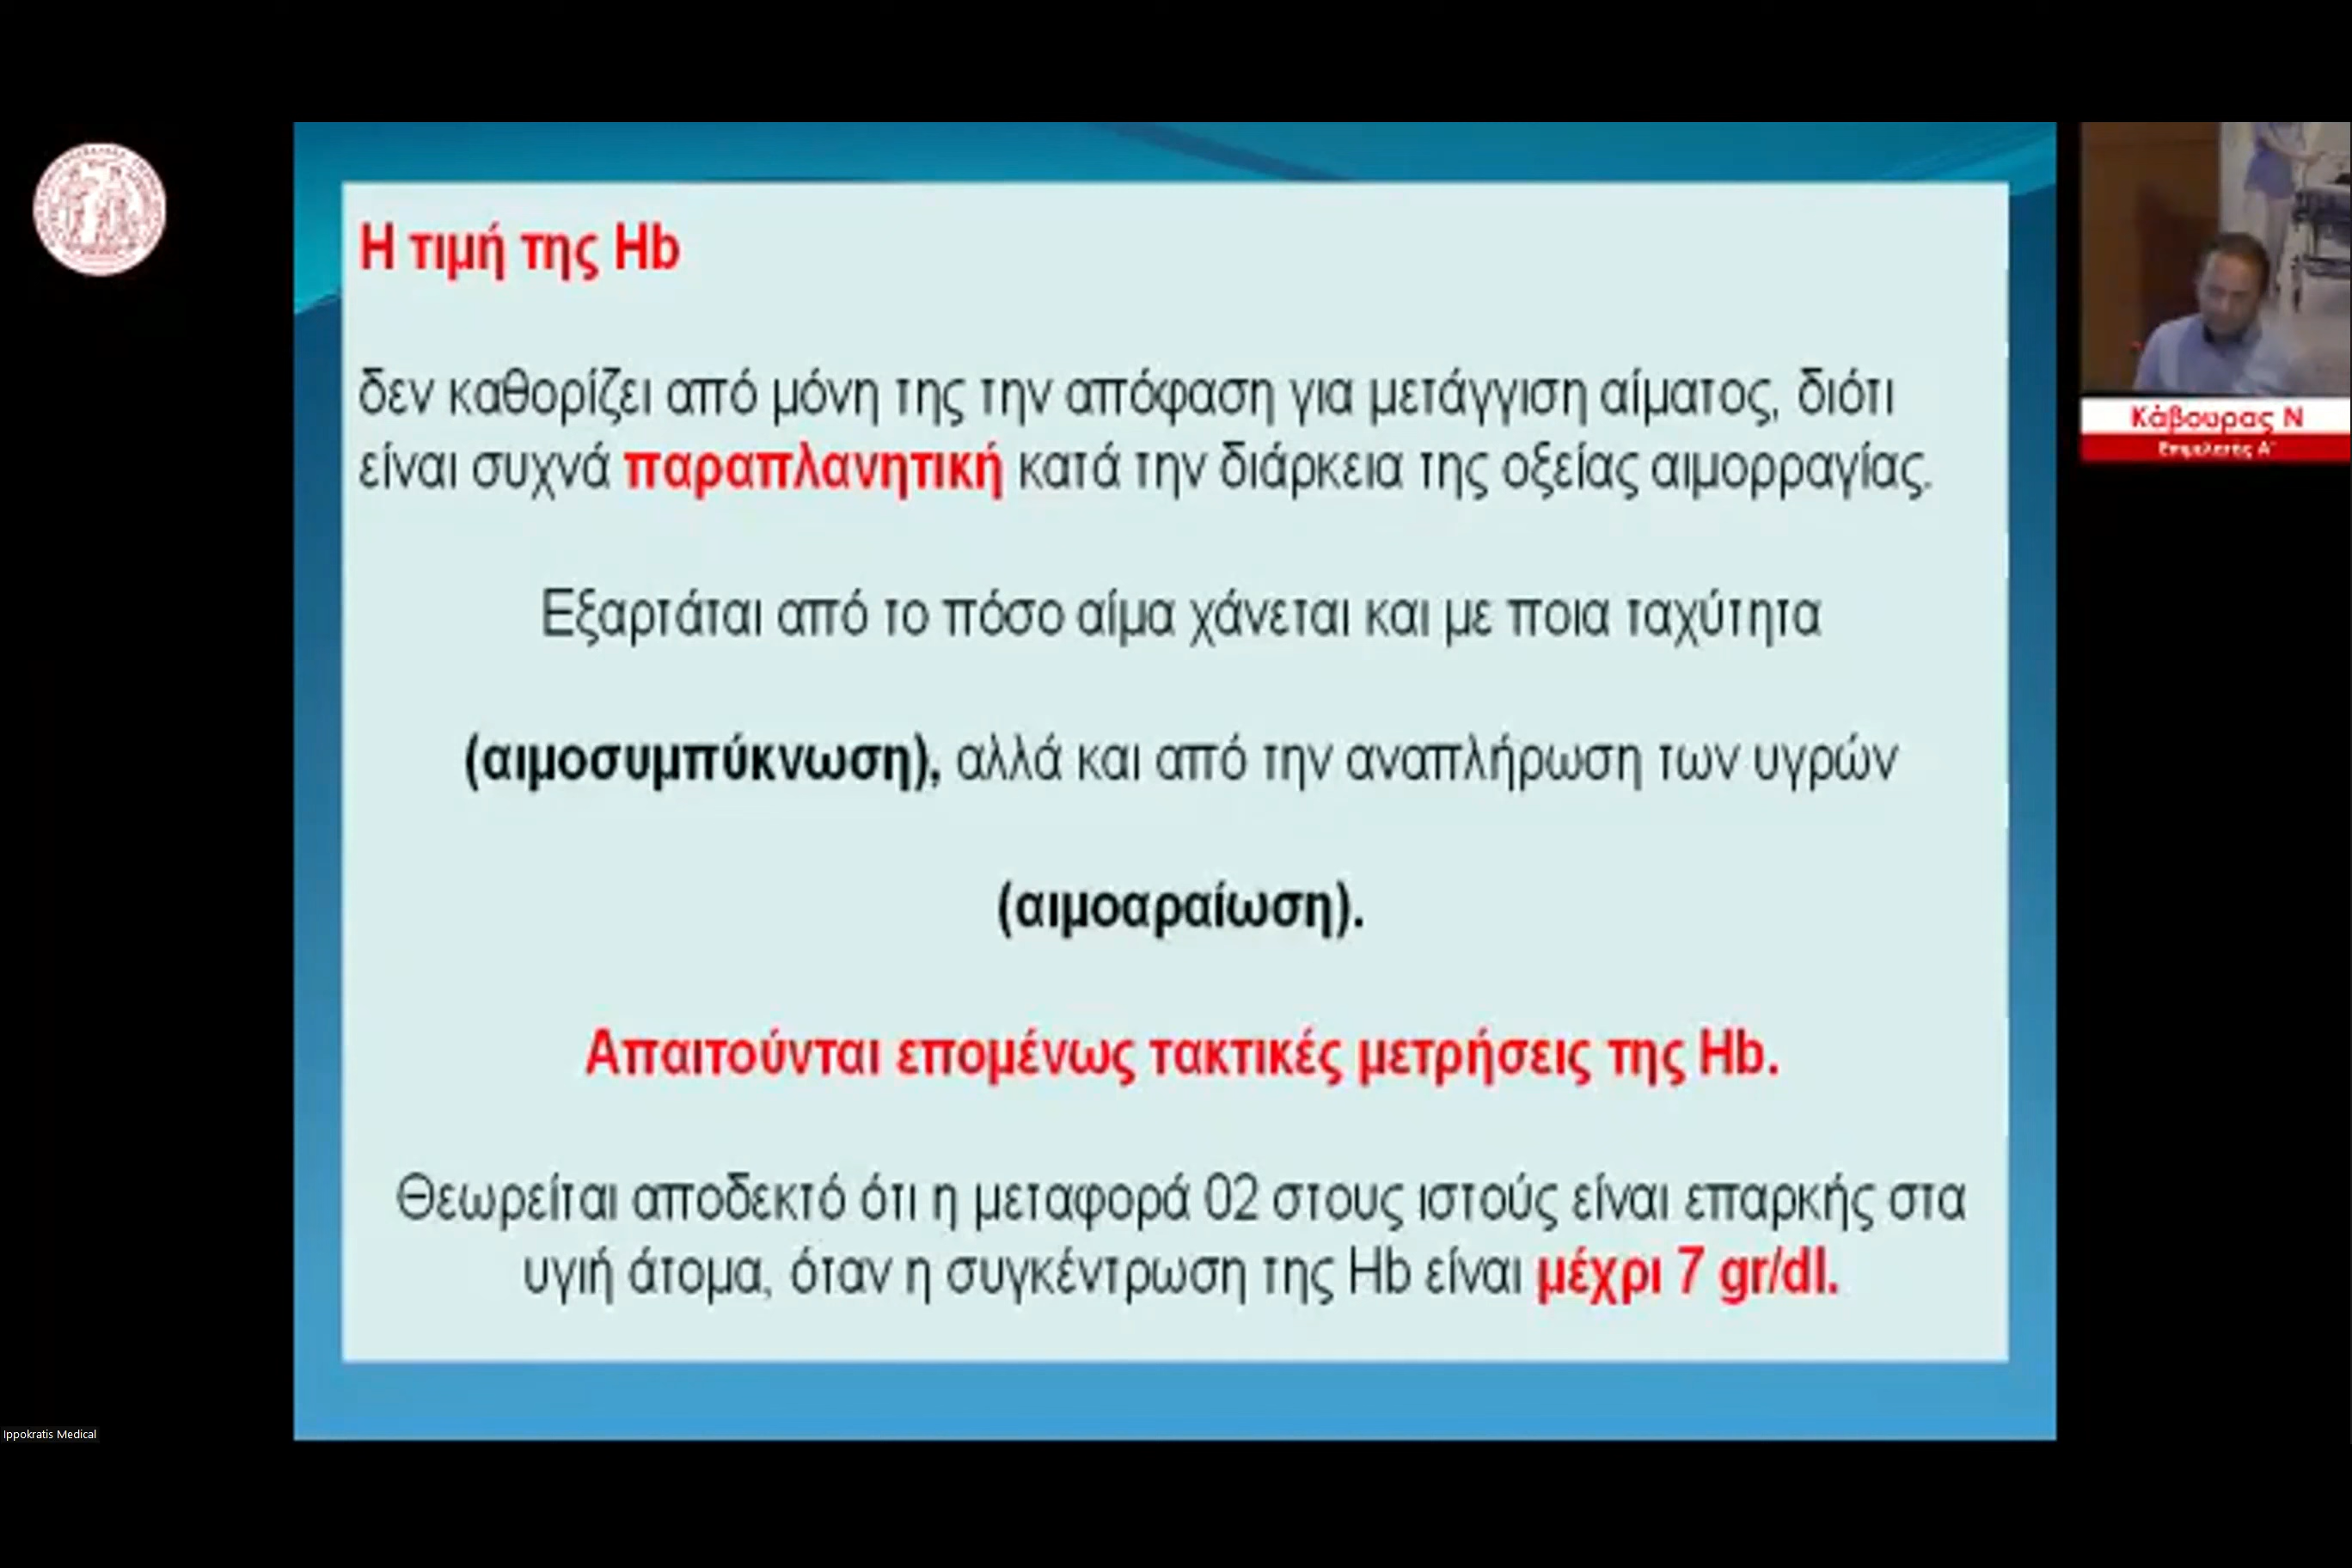 Η τιμή της Hb
δεν καθορίζει από μόνη της την απόφαση για μετάγγιση αίματος, διότι
είναι συχνά παραπλανητική κατά την διάρκεια της οξείας αιμορραγίας.
Εξαρτάται από το πόσο αίμα χάνεται και με ποια ταχύτητα
(αιμοσυμπύκνωση), αλλά και από την αναπλήρωση των υγρών
(αιμοαραίωση).
Απαιτούνται επομένως τακτικές μετρήσεις της Hb.
Θεωρείται αποδεκτό ότι η μεταφορά 02 στους ιστούς είναι επαρκής στα
υγιή άτομα, όταν η συγκέντρωση της Hb είναι μέχρι 7 gr/dl.
Κάβουρας Ν
Επιμελητής Α'
Ippokratis Medical